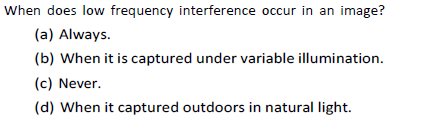 When does low frequency interference occur in an image?
(a) Always.
(b) When it is captured under variable illumination.
(c) Never.
(d) When it captured outdoors in natural light.